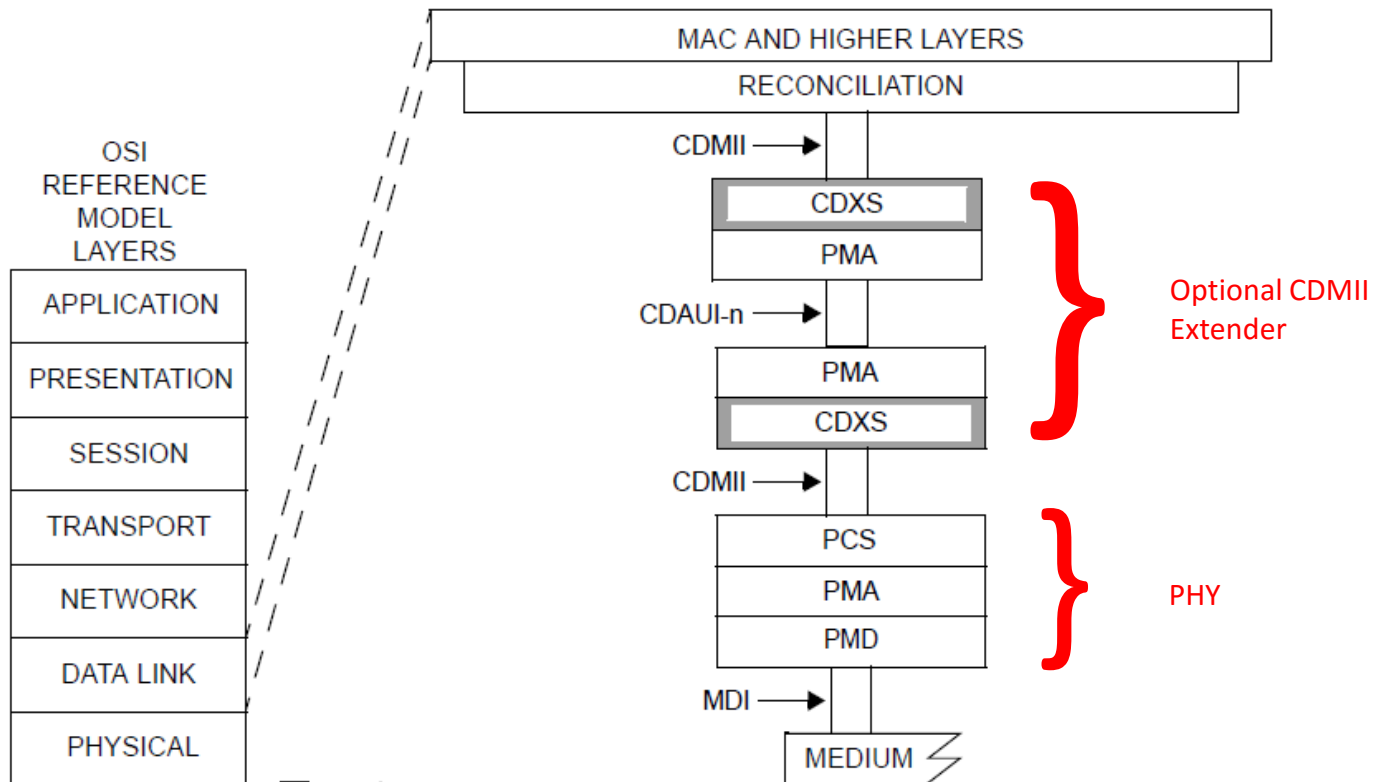 MAC AND HIGHER LAYERS
RECONCILIATION
OSI
REFERENCE
MODEL
LAYERS
APPLICATION
PRESENTATION
SESSION
TRANSPORT
NETWORK
DATA LINK
PHYSICAL
CDMII
CDXS
PMA
CDAUI-n
PMA
CDXS
CDMII
PCS
PMA
PMD
MDI
MEDIUM
Optional CDMII
Extender
PHY